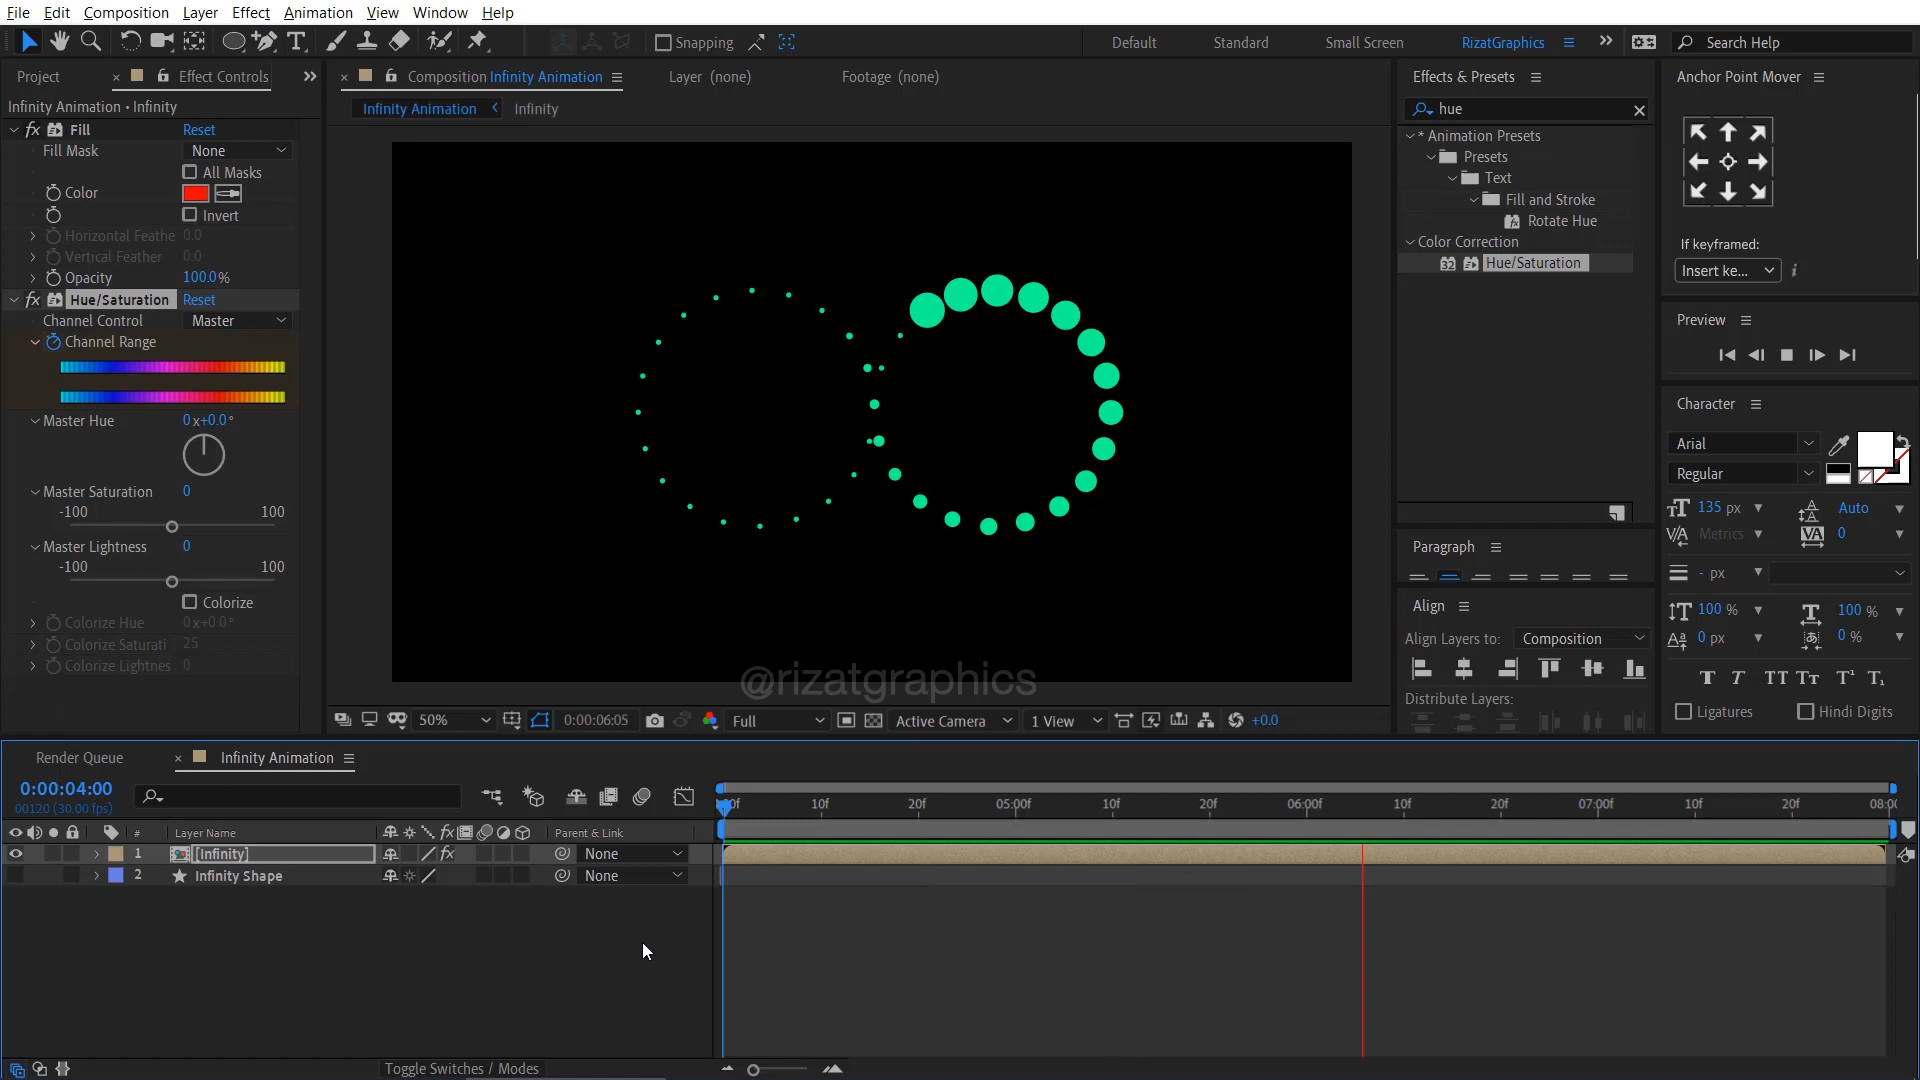 File Edit Composition Layer Effect Animation View Window Help
Snapping
Default Standard Small Screen RizatGraphics
Search Help
Project
Effect Controls
Infinity Animation • Infinity
fx Fill Reset
Fill Mask None
All Masks
Color
Invert
Horizontal Feathe 0.0
Vertical Feather 0.0
Opacity 100.0%
fx Hue/Saturation Reset
Channel Control Master
Channel Range
Master Hue 0x+0.0°
Master Saturation 0
-100 100
Master Lightness 0
-100 100
Colorize
Colorize Hue 0x+0.0°
Colorize Saturati 25
Colorize Lightnes 0
Composition Infinity Animation
Layer (none)
Footage (none)
Infinity Animation Infinity
@rizatgraphics
50% 0:00:06:05 Full Active Camera 1 View +0.0
Effects & Presets
hue
* Animation Presets
Presets
Text
Fill and Stroke
Rotate Hue
Color Correction
32 Hue/Saturation
Paragraph
Align
Align Layers to: Composition
Distribute Layers:
Anchor Point Mover
If keyframed:
Insert ke...
Preview
Character
Arial
Regular
135 px Auto
Metrics 0
- px
100 % 100 %
0 px 0 %
Ligatures Hindi Digits
Render Queue
Infinity Animation
0:00:04:00
00120 (30.00 fps)
10f 20f 05:00f 10f 20f 06:00f 10f 20f 07:00f 10f 20f
# Layer Name Parent & Link
1 [Infinity] fx None
2 Infinity Shape None
Toggle Switches / Modes